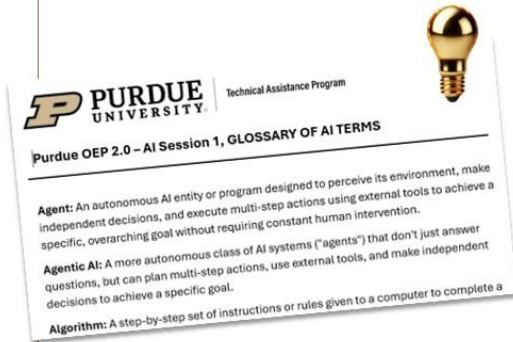 PURDUE
UNIVERSITY.
Technical Assistance Program
Purdue OEP 2.0 – AI Session 1, GLOSSARY OF AI TERMS
Agent: An autonomous AI entity or program designed to perceive its environment, make
independent decisions, and execute multi-step actions using external tools to achieve a
specific, overarching goal without requiring constant human intervention.
Agentic AI: A more autonomous class of AI systems ("agents") that don't just answer
questions, but can plan multi-step actions, use external tools, and make independent
decisions to achieve a specific goal.
Algorithm: A step-by-step set of instructions or rules given to a computer to complete a